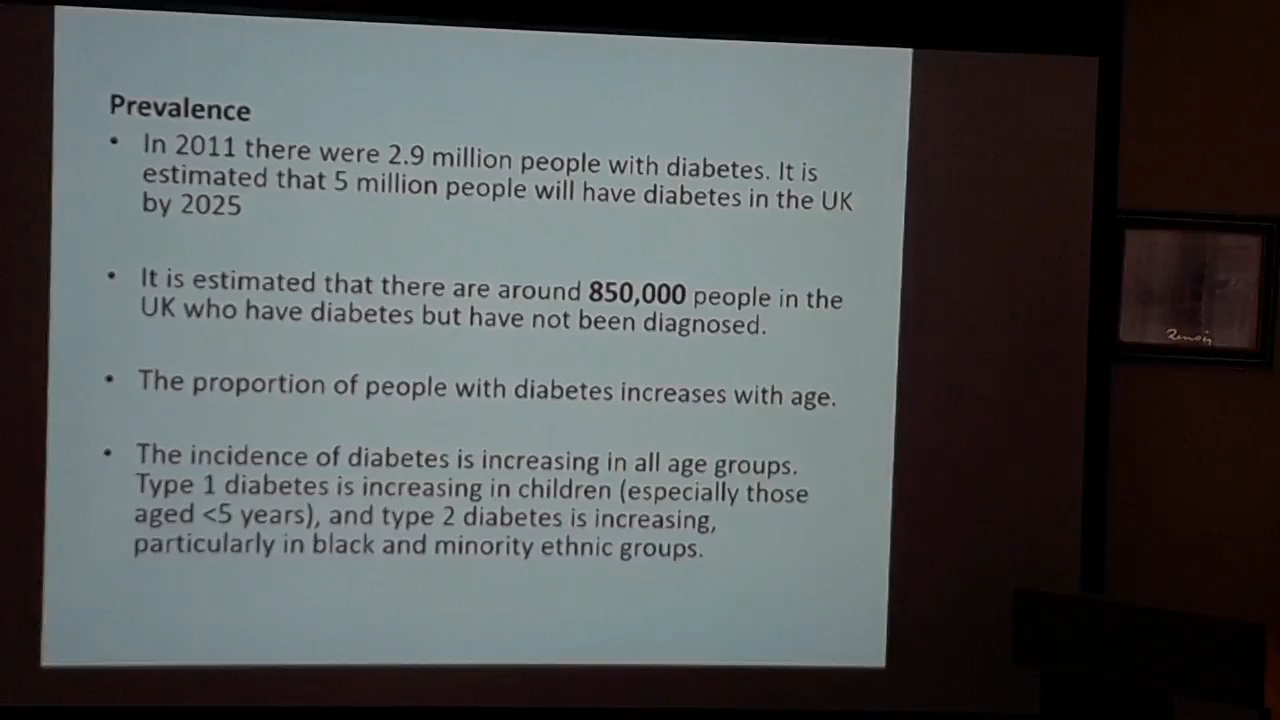 Prevalence
• In 2011 there were 2.9 million people with diabetes. It is
estimated that 5 million people will have diabetes in the UK
by 2025
• It is estimated that there are around 850,000 people in the
UK who have diabetes but have not been diagnosed.
• The proportion of people with diabetes increases with age.
• The incidence of diabetes is increasing in all age groups.
Type 1 diabetes is increasing in children (especially those
aged <5 years), and type 2 diabetes is increasing,
particularly in black and minority ethnic groups.
Renoir